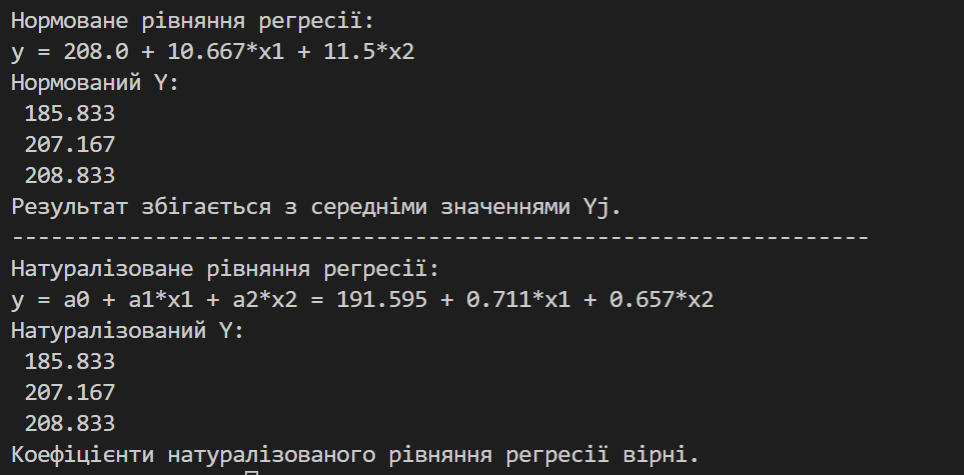 Нормоване рівняння регресії:
y = 208.0 + 10.667*x1 + 11.5*x2
Нормований Y:
185.833
207.167
208.833
Результат збігається з середніми значеннями Yj.
------------------------------------------------------------------
Натуралізоване рівняння регресії:
y = a0 + a1*x1 + a2*x2 = 191.595 + 0.711*x1 + 0.657*x2
Натуралізований Y:
185.833
207.167
208.833
Коефіцієнти натуралізованого рівняння регресії вірні.